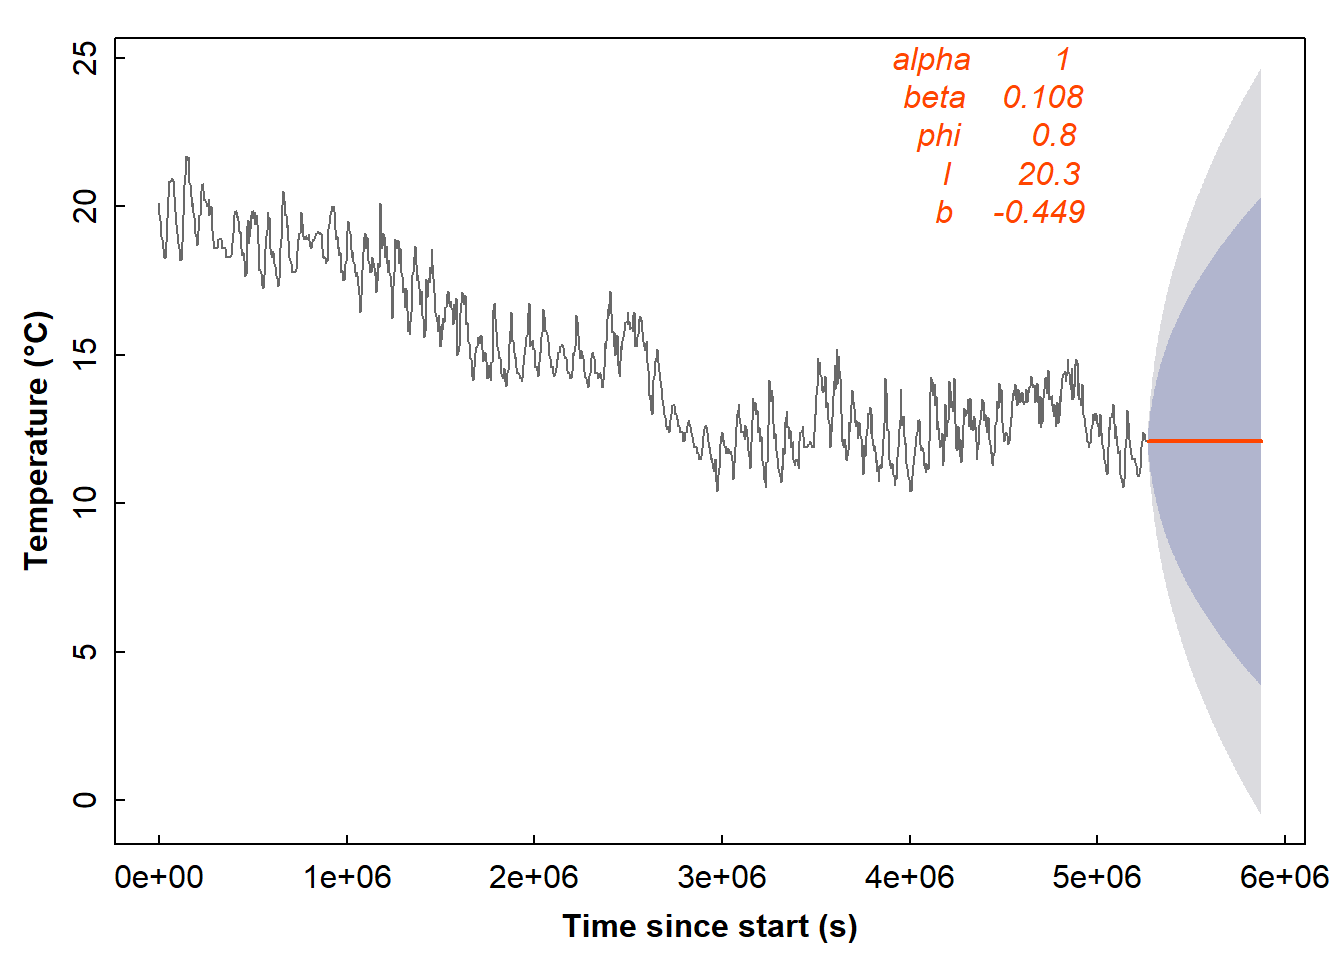 alpha 1
beta 0.108
phi 0.8
l 20.3
b -0.449
25
20
15
10
5
0
Temperature (°C)
0e+00 1e+06 2e+06 3e+06 4e+06 5e+06 6e+06
Time since start (s)